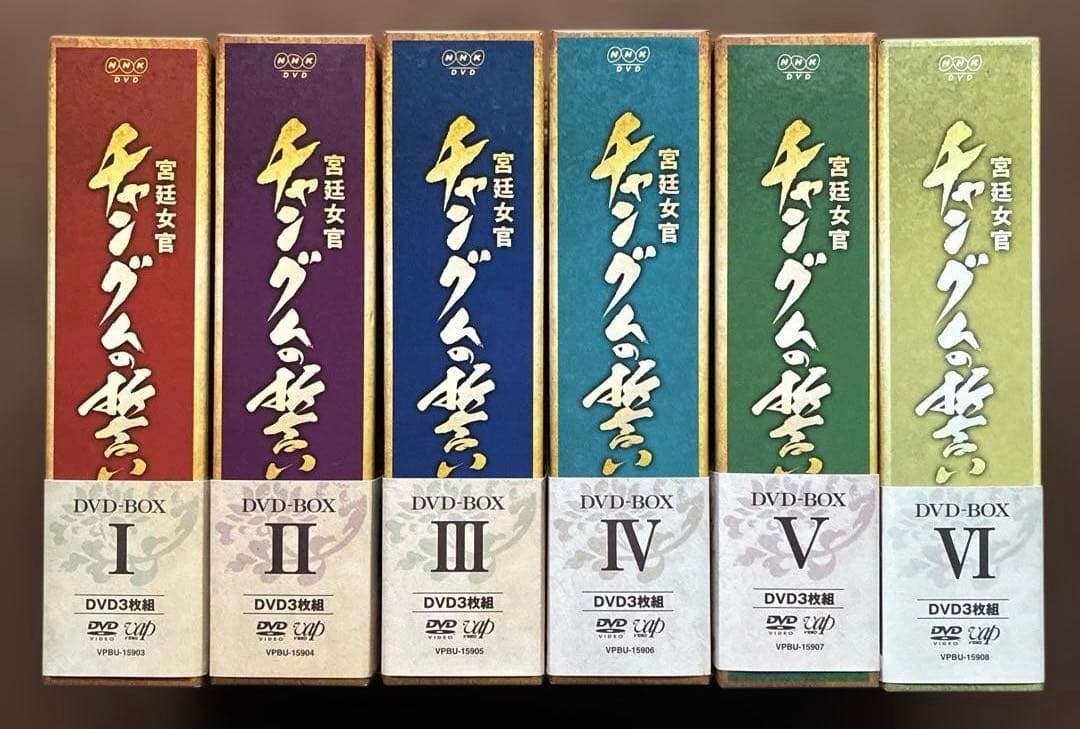 NHK
DVD
宮廷女官
チャングムの誓い
DVD-BOX
I
DVD3枚組
DVD
VIDEO
vap
VIDEO
VPBU-15903
NHK
DVD
宮廷女官
チャングムの誓い
DVD-BOX
II
DVD3枚組
DVD
VIDEO
vap
VIDEO
VPBU-15904
NHK
DVD
宮廷女官
チャングムの誓い
DVD-BOX
III
DVD3枚組
DVD
VIDEO
vap
VIDEO
VPBU-15905
NHK
DVD
宮廷女官
チャングムの誓い
DVD-BOX
IV
DVD3枚組
DVD
VIDEO
vap
VIDEO
VPBU-15906
NHK
DVD
宮廷女官
チャングムの誓い
DVD-BOX
V
DVD3枚組
DVD
VIDEO
vap
VIDEO
VPBU-15907
NHK
DVD
宮廷女官
チャングムの誓い
DVD-BOX
VI
DVD3枚組
DVD
VIDEO
vap
VIDEO
VPBU-15908